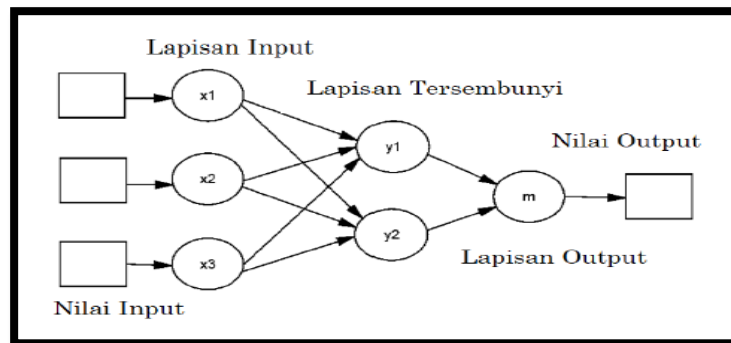 Lapisan Input
x1
Lapisan Tersembunyi
y1
Nilai Output
x2
m
y2
Lapisan Output
x3
Nilai Input